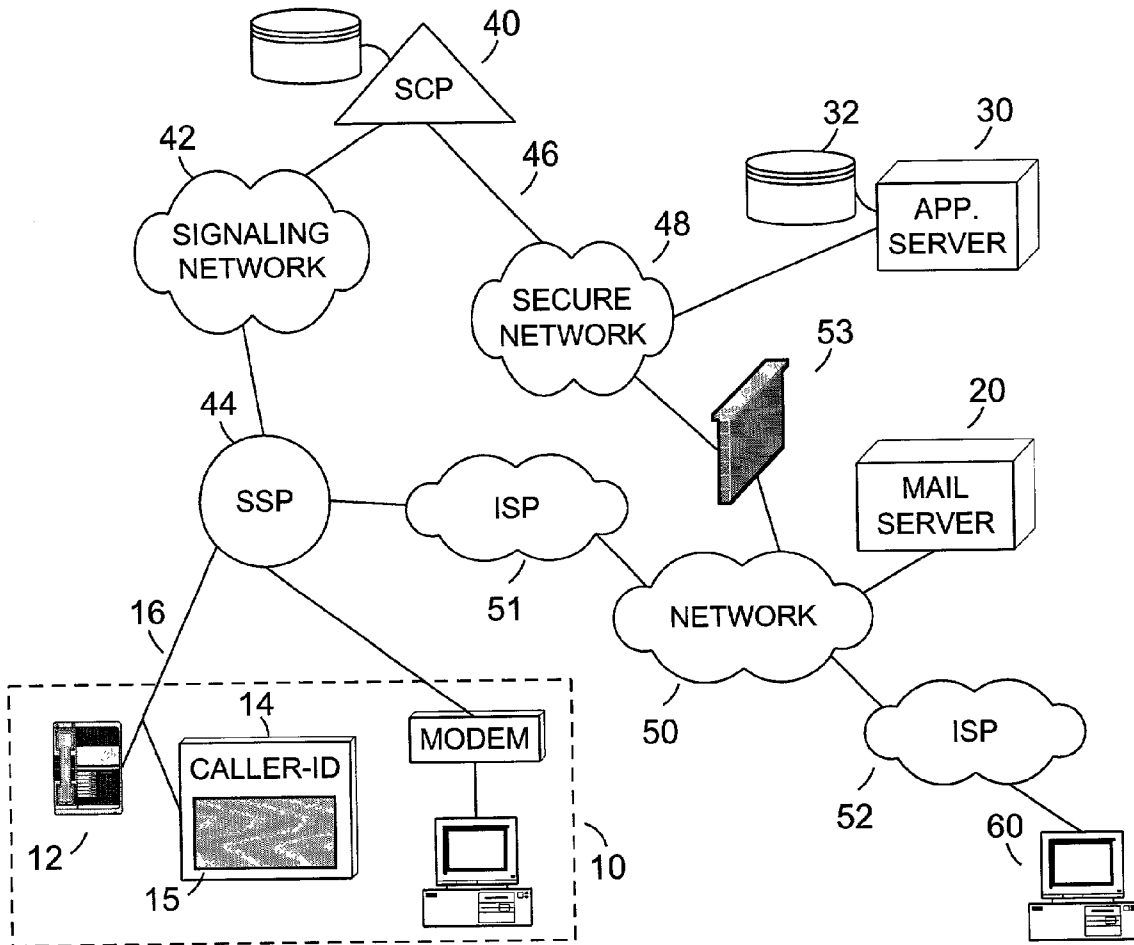 40
SCP
42
46
32
30
SIGNALING
NETWORK
APP.
SERVER
48
SECURE
NETWORK
53
44
20
SSP
ISP
MAIL
SERVER
51
16
NETWORK
14
50
MODEM
ISP
CALLER-ID
52
12
15
10
60